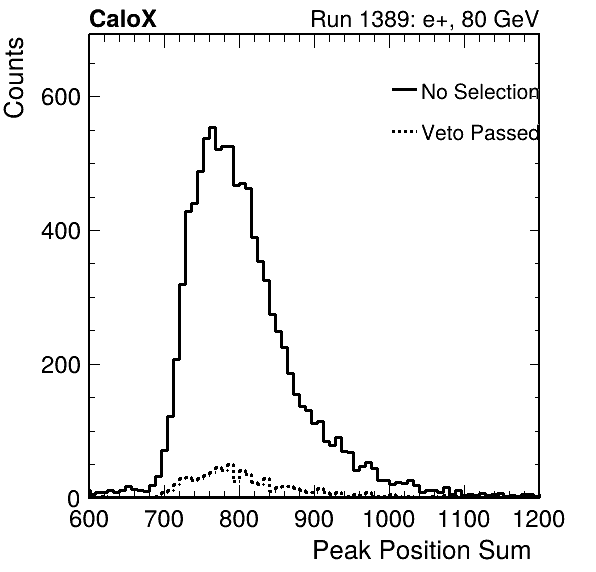 CaloX Run 1389: e+, 80 GeV
Counts
No Selection
Veto Passed
600
400
200
0
600 700 800 900 1000 1100 1200
Peak Position Sum